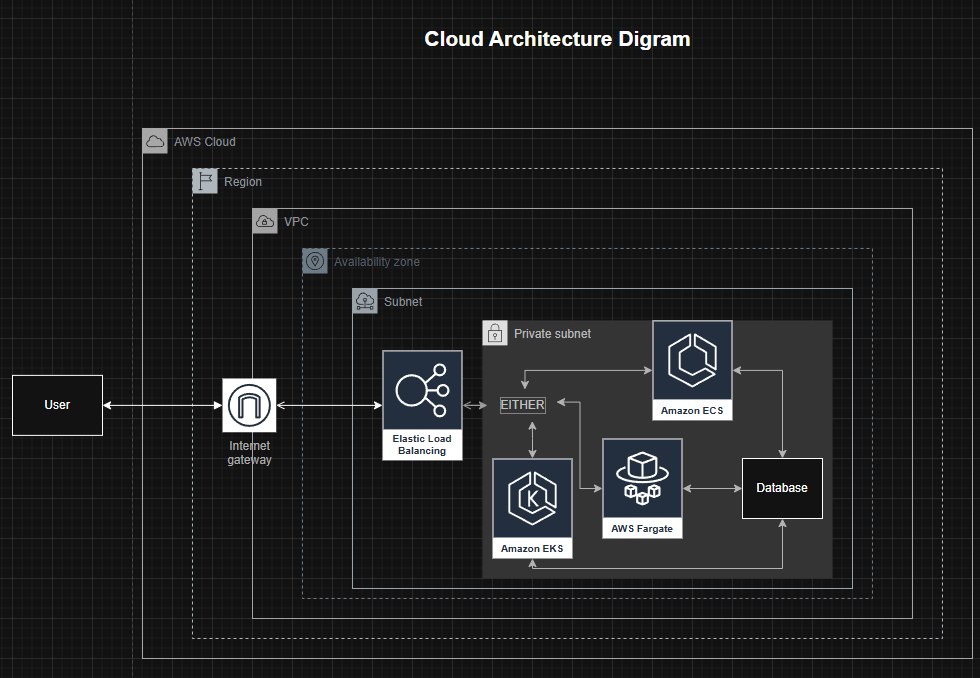 Cloud Architecture Digram
AWS Cloud
Region
VPC
Availability zone
Subnet
Private subnet
User
Internet
gateway
Elastic Load
Balancing
EITHER
Amazon ECS
K
Amazon EKS
AWS Fargate
Database